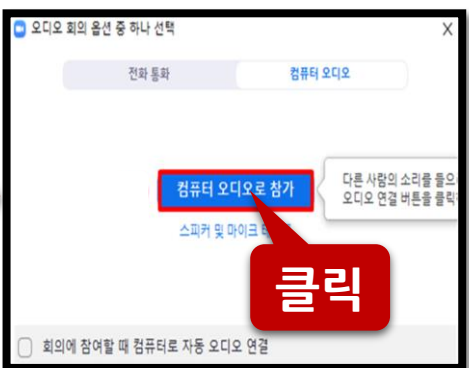 오디오 회의 옵션 중 하나 선택 X
전화 통화 컴퓨터 오디오
컴퓨터 오디오로 참가
다른 사람의 소리를 들으
오디오 연결 버튼을 클릭
스피커 및 마이크
클릭
회의에 참여할 때 컴퓨터로 자동 오디오 연결